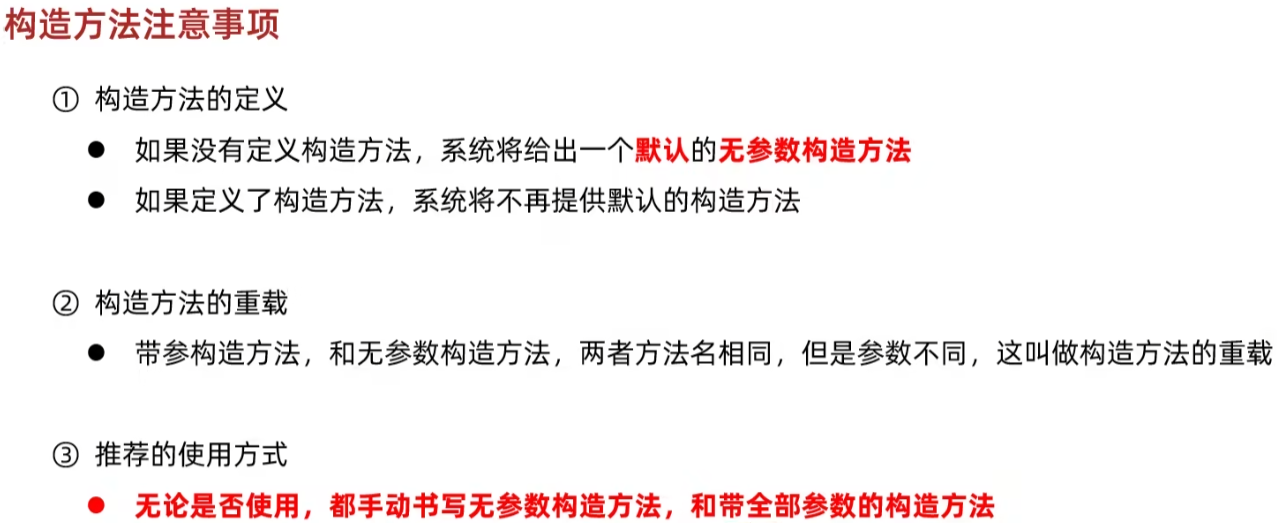 构造方法注意事项
① 构造方法的定义
● 如果没有定义构造方法，系统将给出一个默认的无参数构造方法
● 如果定义了构造方法，系统将不再提供默认的构造方法
② 构造方法的重载
● 带参构造方法，和无参数构造方法，两者方法名相同，但是参数不同，这叫做构造方法的重载
③ 推荐的使用方式
● 无论是否使用，都手动书写无参数构造方法，和带全部参数的构造方法